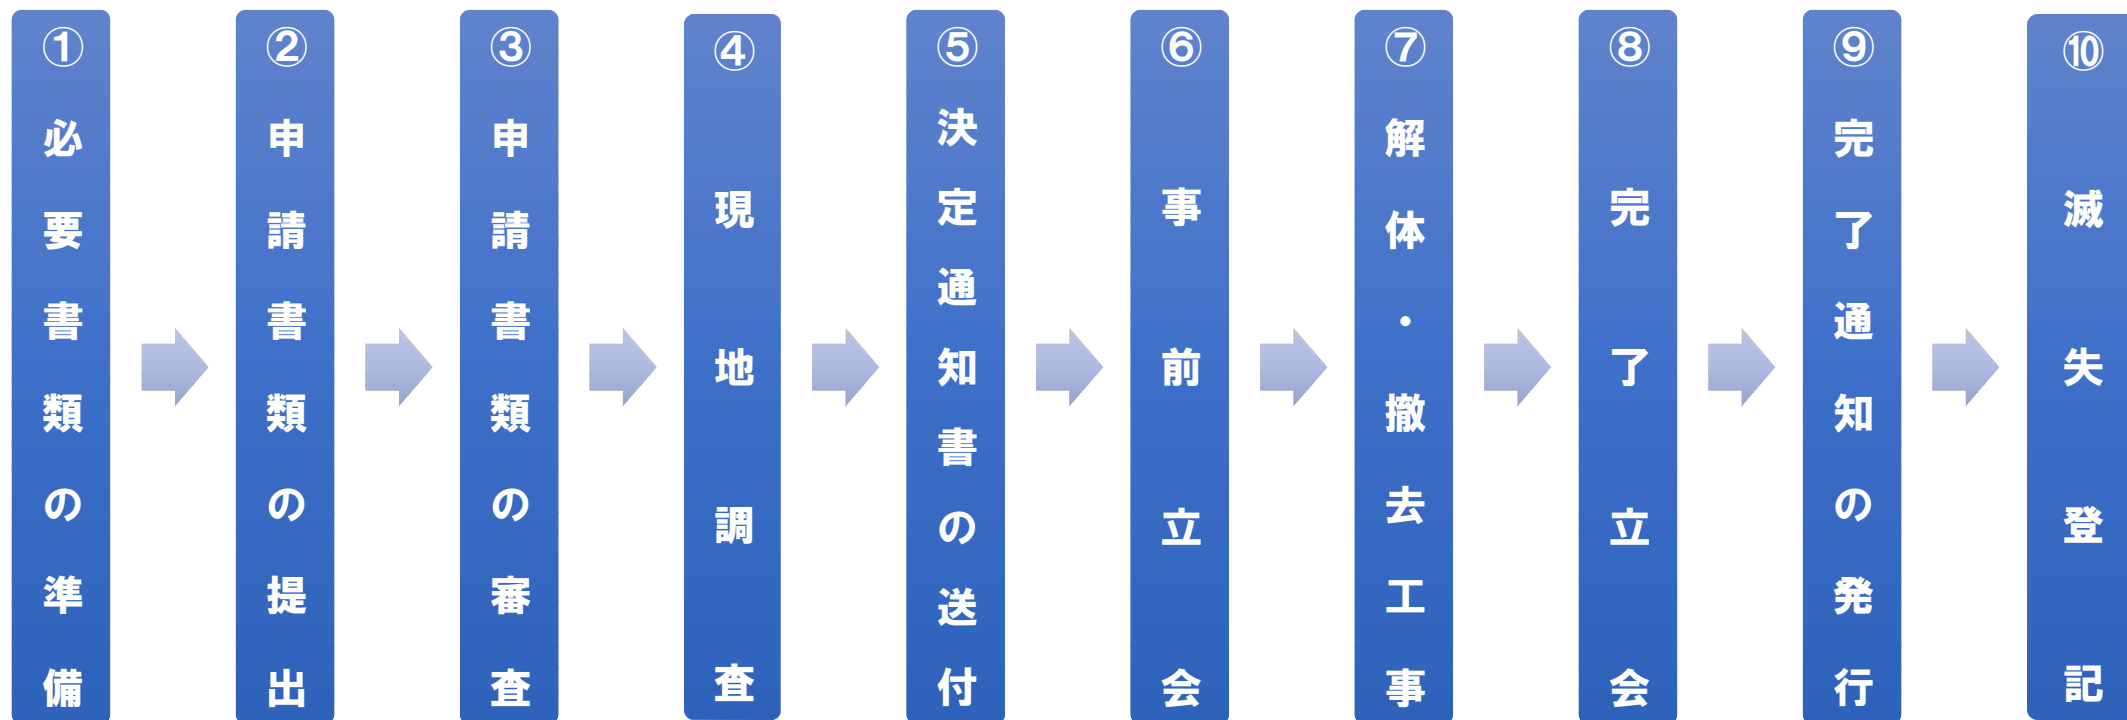 ①必要書類の準備
②申請書類の提出
③申請書類の審査
④現地調査
⑤決定通知書の送付
⑥事前立会
⑦解体・撤去工事
⑧完了立会
⑨完了通知の発行
⑩滅失登記